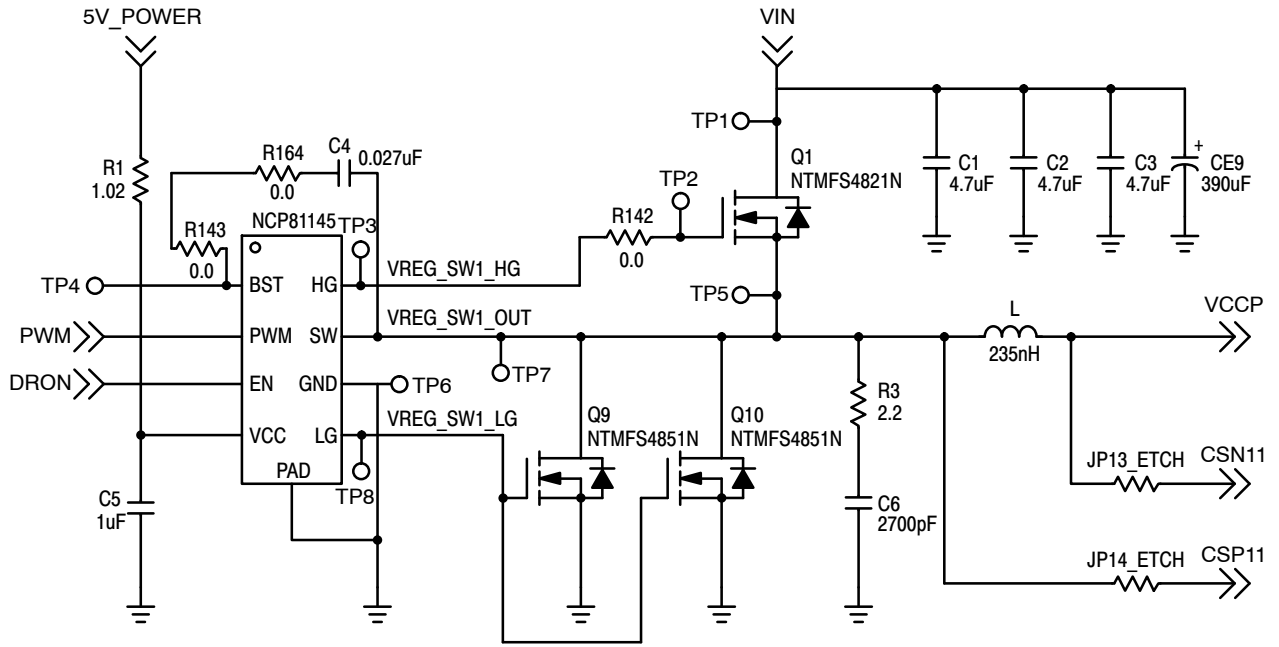 5V_POWER
VIN
TP1
R1
1.02
R164
0.0
C4
0.027uF
Q1
NTMFS4821N
C1
4.7uF
C2
4.7uF
C3
4.7uF
+
CE9
390uF
TP2
R143
0.0
NCP81145
TP3
R142
0.0
TP4
BST
HG
VREG_SW1_HG
TP5
PWM
PWM
SW
VREG_SW1_OUT
L
235nH
VCCP
DRON
EN
GND
TP6
TP7
R3
2.2
VCC
LG
VREG_SW1_LG
Q9
NTMFS4851N
Q10
NTMFS4851N
PAD
TP8
C5
1uF
C6
2700pF
JP13_ETCH
CSN11
JP14_ETCH
CSP11